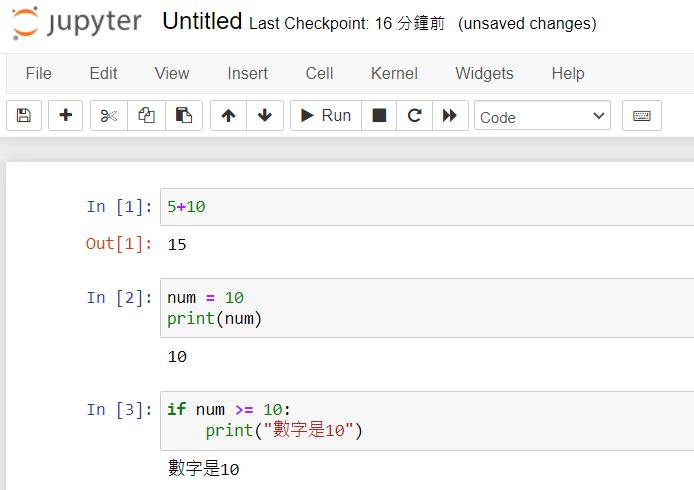 jupyter Untitled Last Checkpoint: 16 分鐘前 (unsaved changes)
File Edit View Insert Cell Kernel Widgets Help
Run Code
In [1]: 5+10
Out[1]: 15
In [2]: num = 10
print(num)
10
In [3]: if num >= 10:
print("數字是10")
數字是10